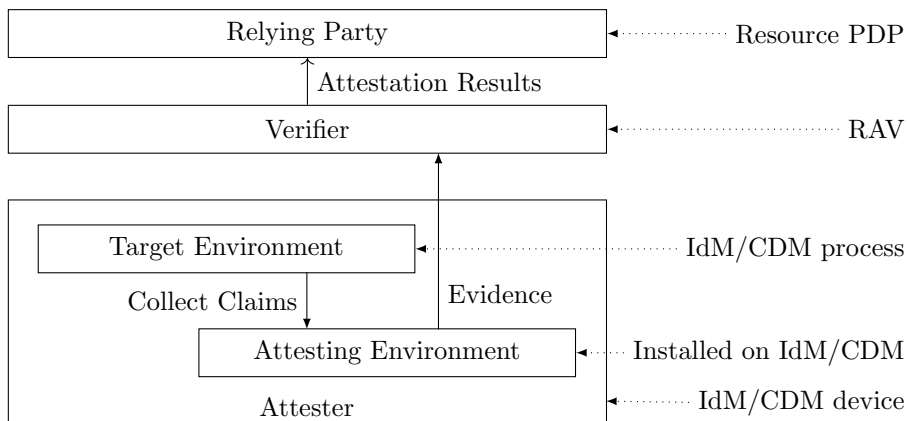 Relying Party
Resource PDP
Attestation Results
Verifier
RAV
Target Environment
IdM/CDM process
Collect Claims
Evidence
Attesting Environment
Installed on IdM/CDM
Attester
IdM/CDM device